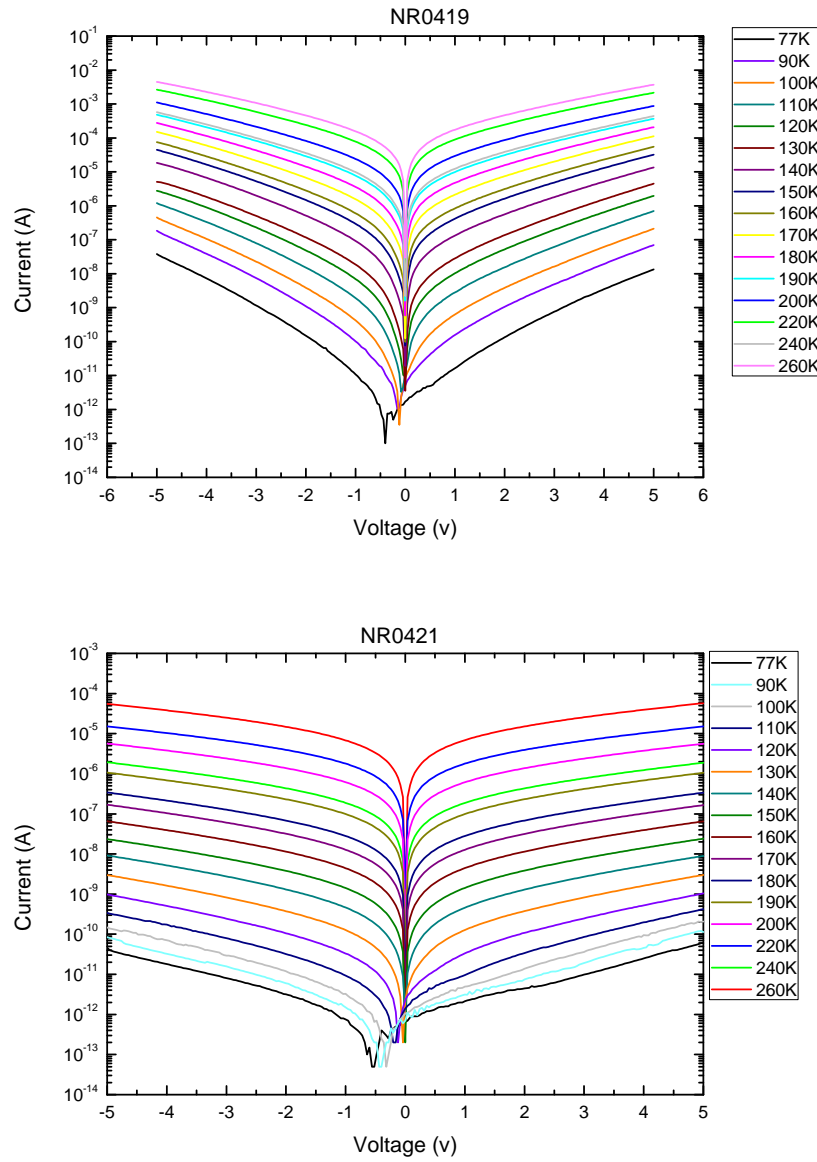 NR0419
10^-1
10^-2
10^-3
10^-4
10^-5
10^-6
10^-7
10^-8
10^-9
10^-10
10^-11
10^-12
10^-13
10^-14
Current (A)
-6 -5 -4 -3 -2 -1 0 1 2 3 4 5 6
Voltage (v)
77K
90K
100K
110K
120K
130K
140K
150K
160K
170K
180K
190K
200K
220K
240K
260K
NR0421
10^-3
10^-4
10^-5
10^-6
10^-7
10^-8
10^-9
10^-10
10^-11
10^-12
10^-13
10^-14
Current (A)
-5 -4 -3 -2 -1 0 1 2 3 4 5
Voltage (v)
77K
90K
100K
110K
120K
130K
140K
150K
160K
170K
180K
190K
200K
220K
240K
260K